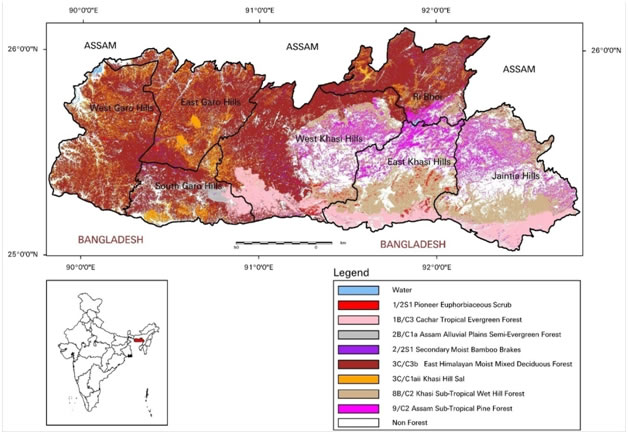 90°0'0"E 91°0'0"E 92°0'0"E
26°0'0"N 26°0'0"N
ASSAM ASSAM ASSAM
West Garo Hills East Garo Hills Ri Bhoi
West Khasi Hills
East Khasi Hills
Jaintia Hills
South Garo Hills
BANGLADESH BANGLADESH
km
25°0'0"N 25°0'0"N
90°0'0"E 91°0'0"E 92°0'0"E
Legend
Water
1/2S1 Pioneer Euphorbiaceous Scrub
1B/C3 Cachar Tropical Evergreen Forest
2B/C1a Assam Alluvial Plains Semi-Evergreen Forest
2/2S1 Secondary Moist Bamboo Brakes
3C/C3b East Himalayan Moist Mixed Deciduous Forest
3C/C1aii Khasi Hill Sal
8B/C2 Khasi Sub-Tropical Wet Hill Forest
9/C2 Assam Sub-Tropical Pine Forest
Non Forest